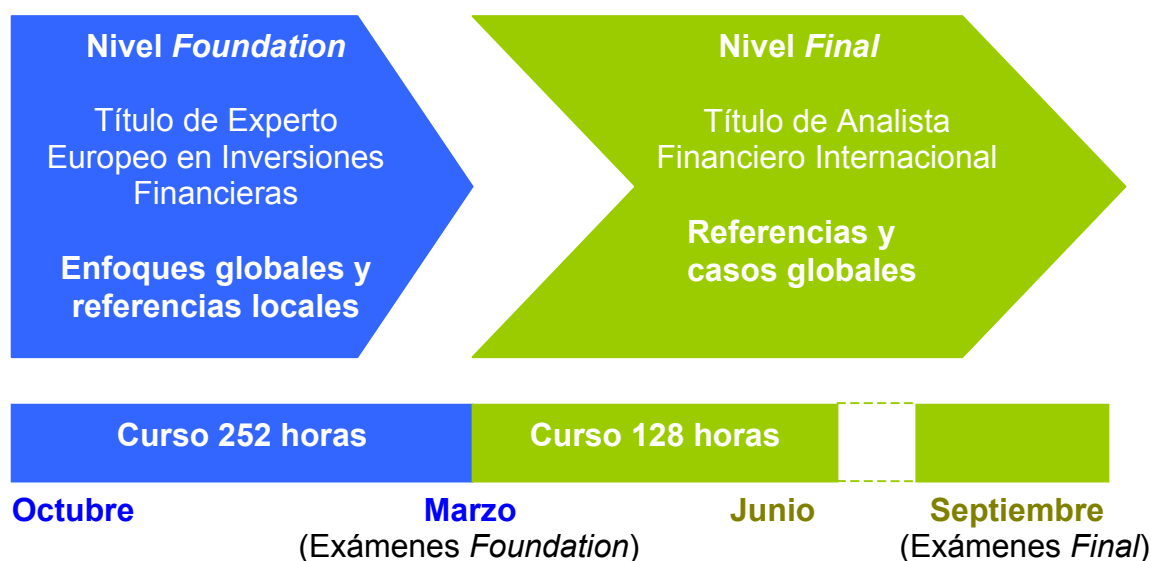 Nivel Foundation
Título de Experto
Europeo en Inversiones
Financieras
Enfoques globales y
referencias locales
Nivel Final
Título de Analista
Financiero Internacional
Referencias y
casos globales
Curso 252 horas
Curso 128 horas
Octubre
Marzo
(Exámenes Foundation)
Junio
Septiembre
(Exámenes Final)